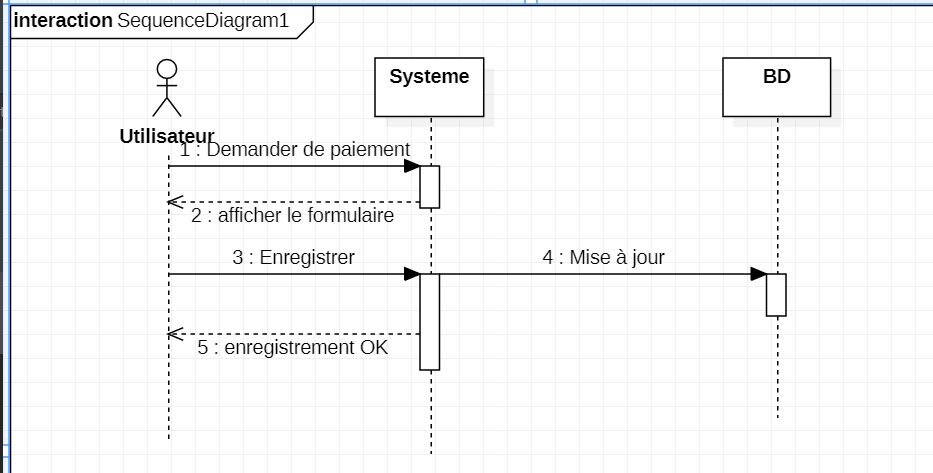 interaction SequenceDiagram1
Systeme
BD
Utilisateur
1 : Demander de paiement
2 : afficher le formulaire
3 : Enregistrer
4 : Mise à jour
5 : enregistrement OK